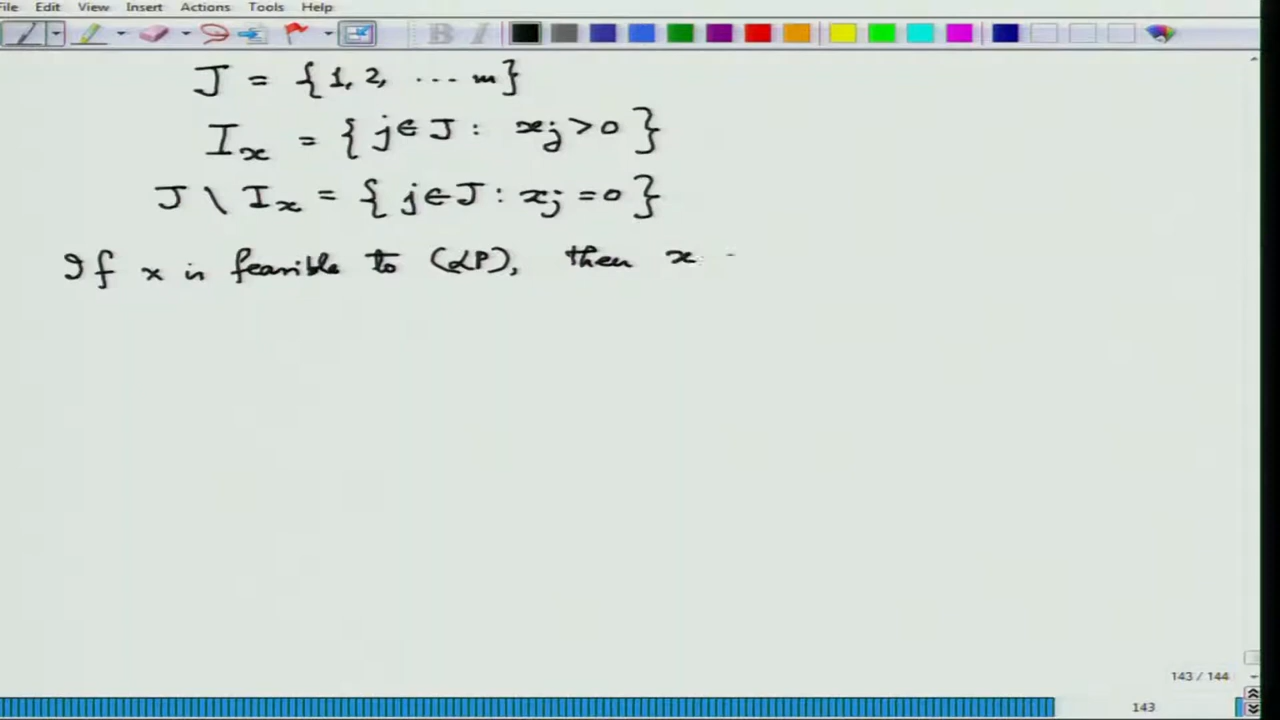 File Edit View Insert Actions Tools Help
B I
J = {1, 2, ... m}
Iₓ = {j ∈ J : xⱼ > 0}
J \ Iₓ = {j ∈ J : xⱼ = 0}
If x is feasible to (LP), then x
143 / 144
143